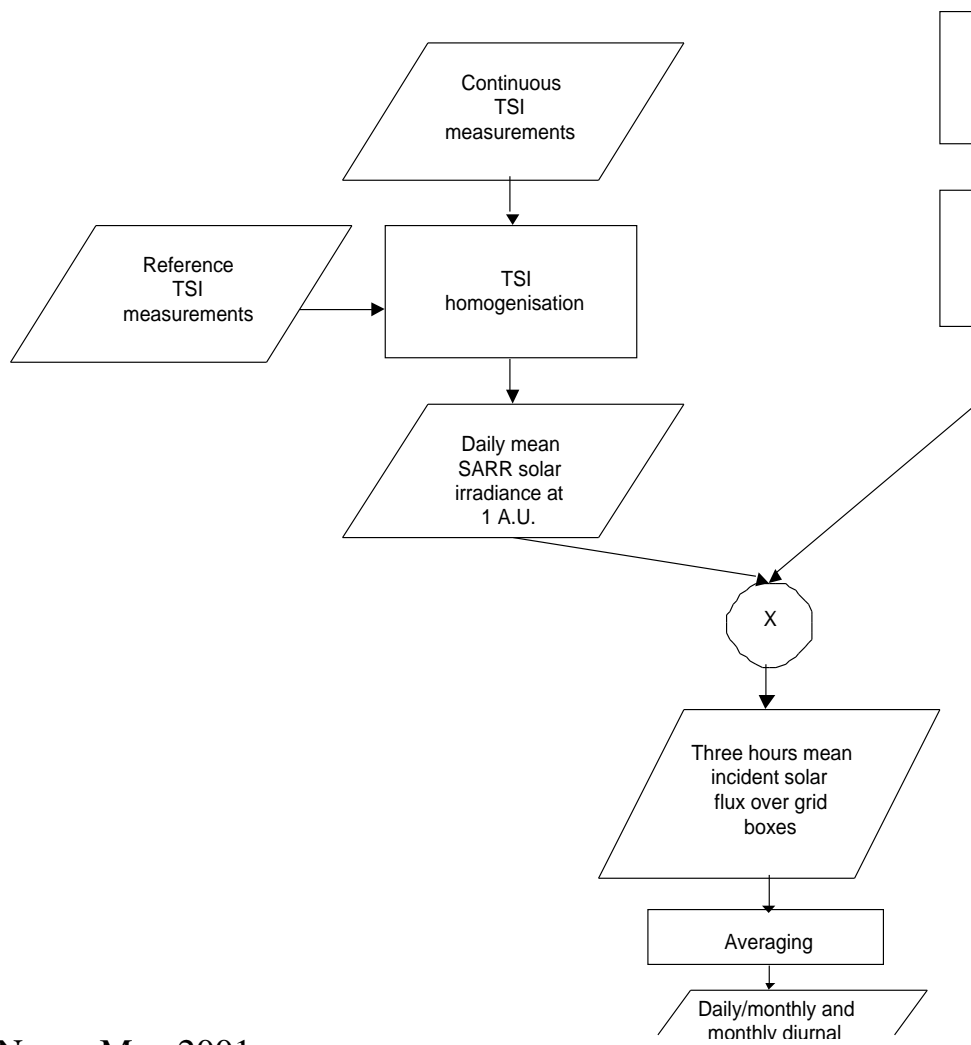 Continuous
TSI
measurements
Reference
TSI
measurements
TSI
homogenisation
Daily mean
SARR solar
irradiance at
1 A.U.
X
Three hours mean
incident solar
flux over grid
boxes
Averaging
Daily/monthly and
monthly diurnal
2001